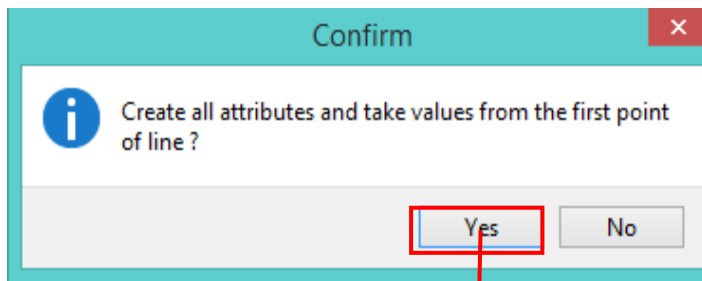 Confirm
Create all attributes and take values from the first point
of line ?
Yes
No